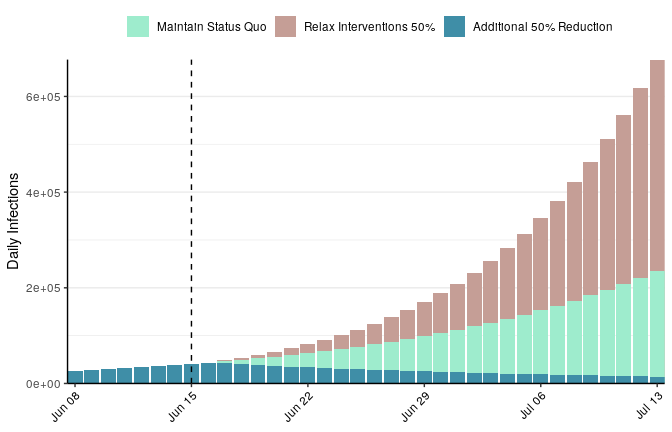 Maintain Status Quo Relax Interventions 50% Additional 50% Reduction
Daily Infections
6e+05
4e+05
2e+05
0e+00
Jun 08 Jun 15 Jun 22 Jun 29 Jul 06 Jul 13